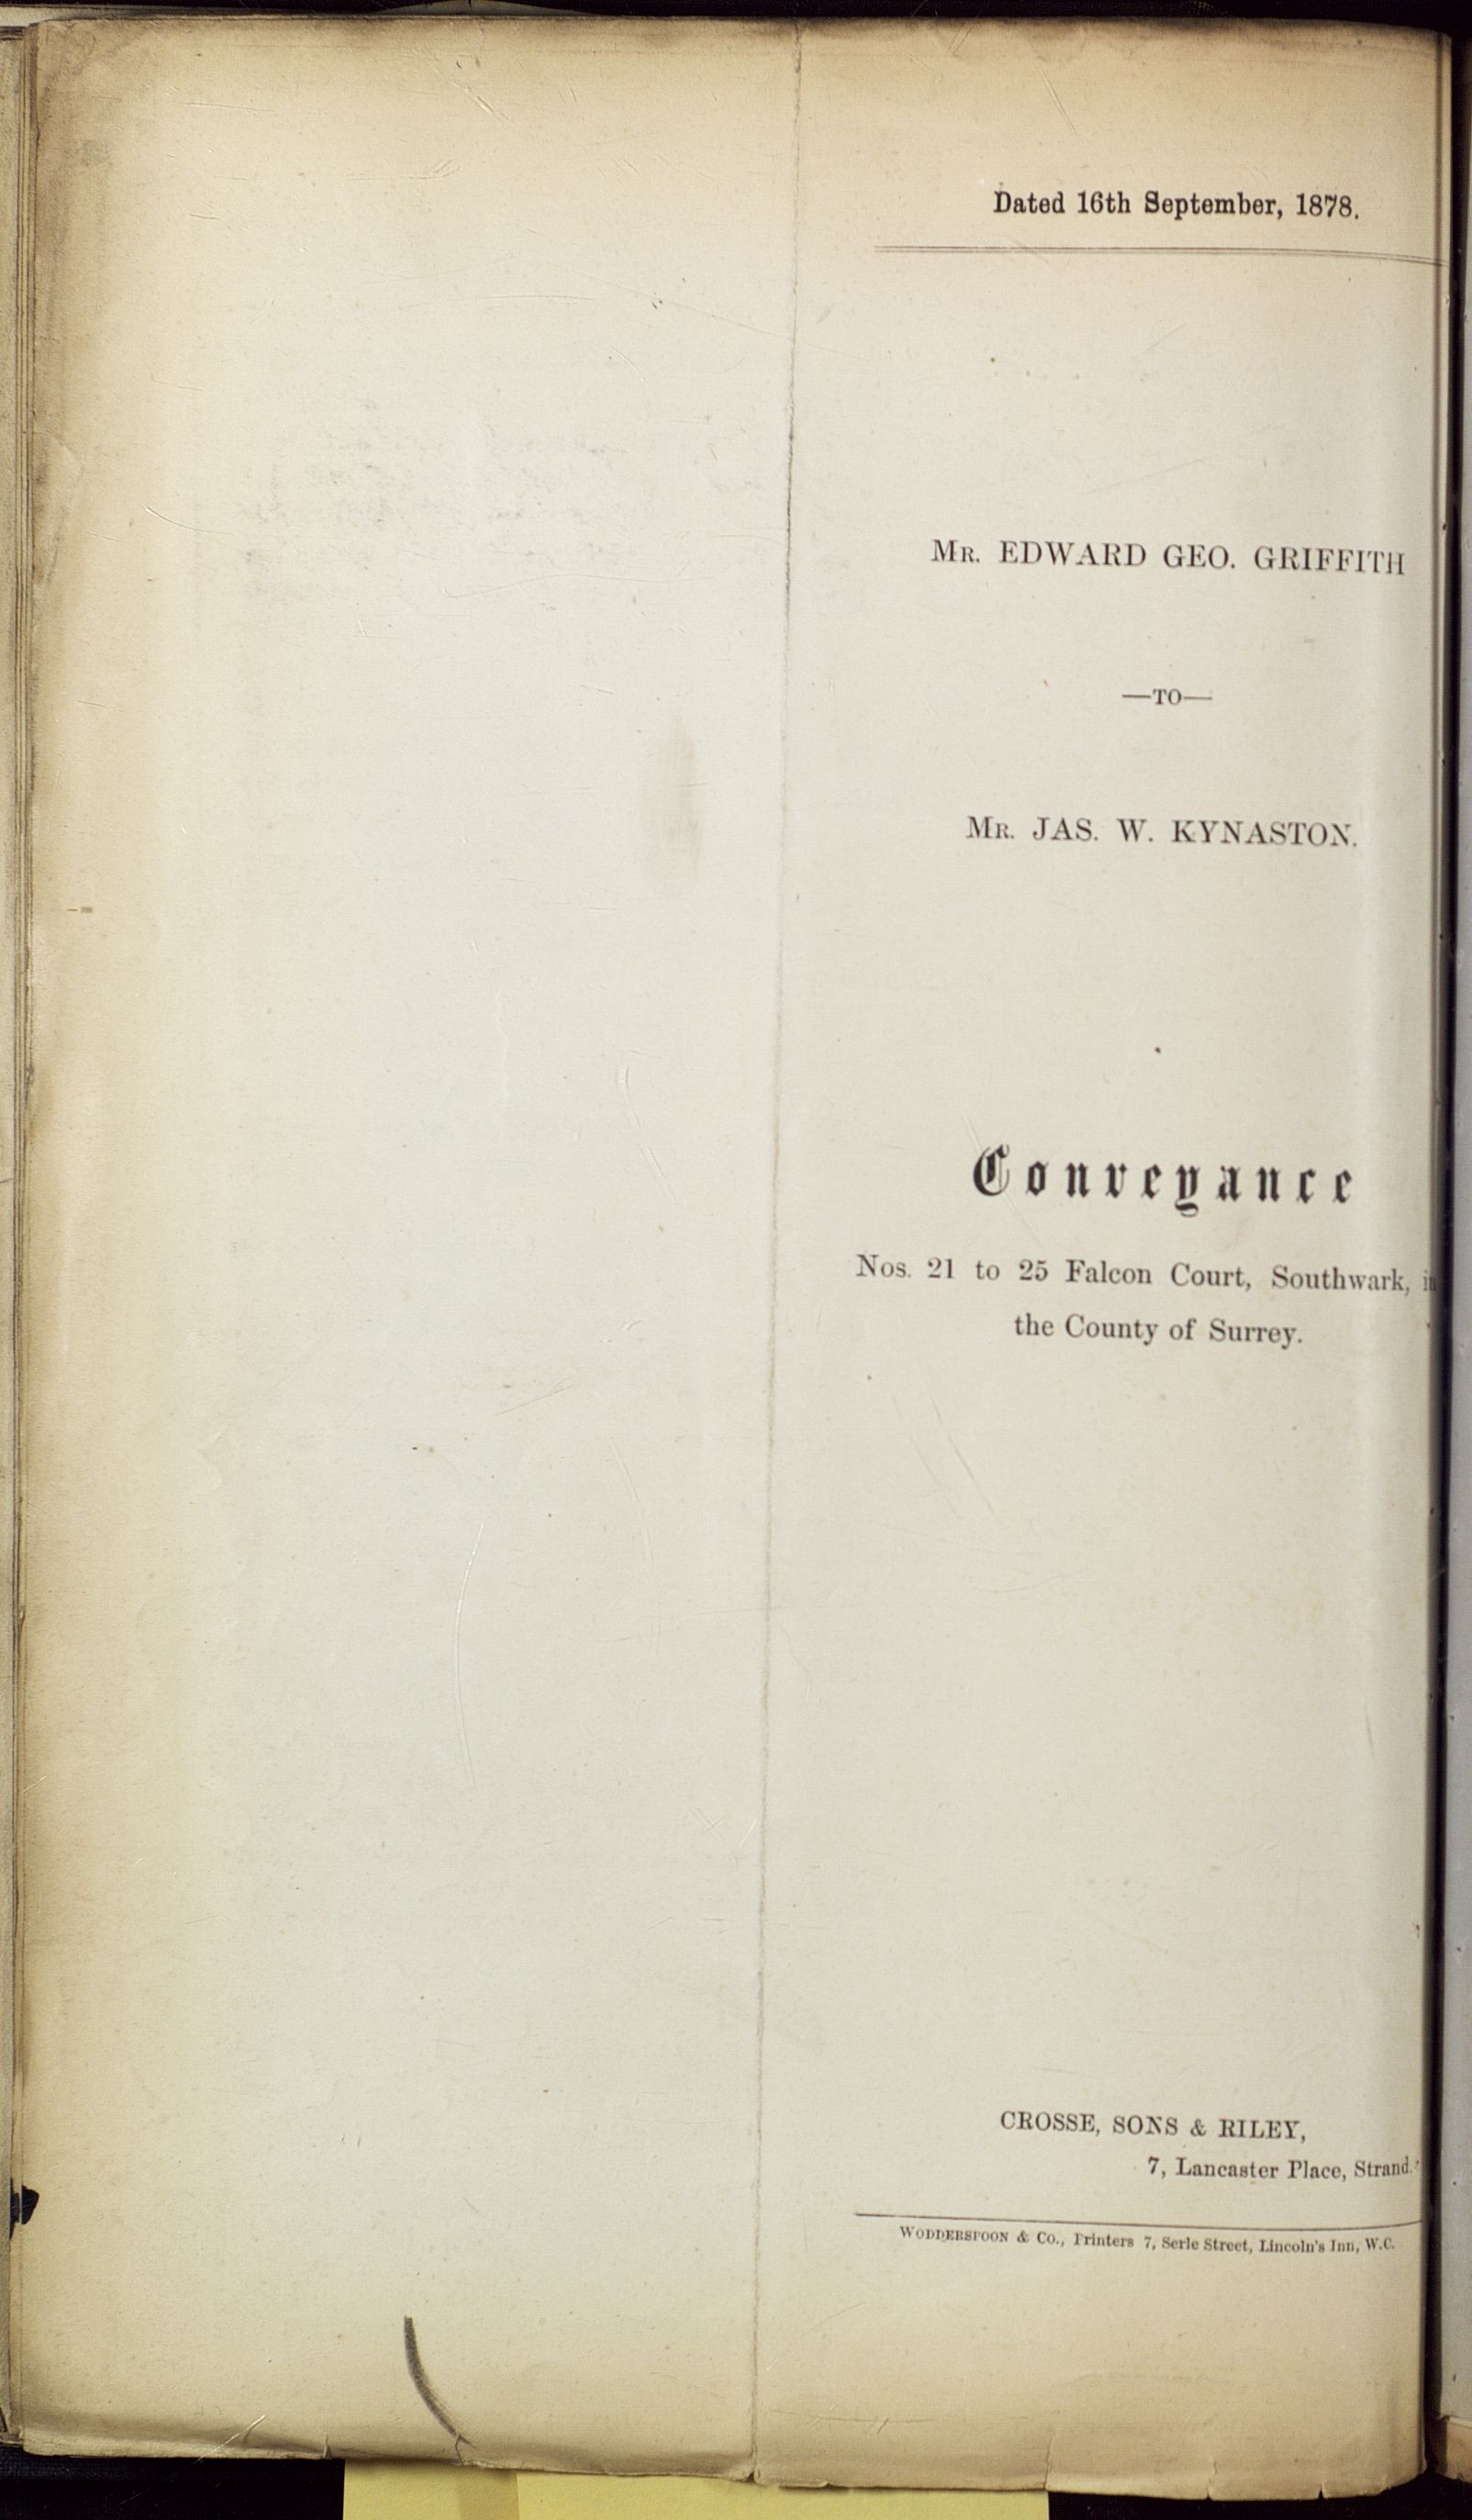 Dated 16th September, 1878.
Mr. EDWARD GEO. GRIFFITH
—TO—
Mr. JAS. W. KYNASTON.
Conveyance
Nos. 21 to 25 Falcon Court, Southwark, in
the County of Surrey.
CROSSE, SONS & RILEY,
7, Lancaster Place, Strand.
WODDERSPOON & Co., Printers 7, Serle Street, Lincoln's Inn, W.C.